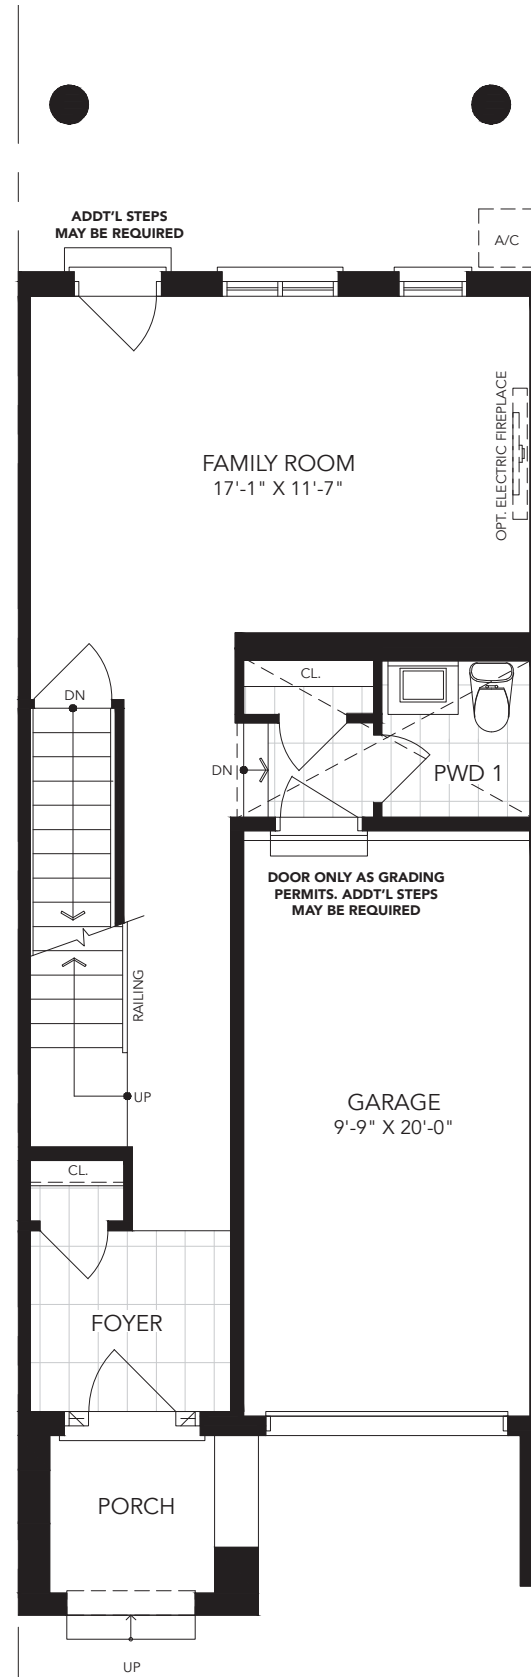 ADDT'L STEPS
MAY BE REQUIRED
A/C
OPT. ELECTRIC FIREPLACE
FAMILY ROOM
17'-1" X 11'-7"
CL.
DN
DN
PWD 1
DOOR ONLY AS GRADING
PERMITS. ADDT'L STEPS
MAY BE REQUIRED
RAILING
UP
GARAGE
9'-9" X 20'-0"
CL.
FOYER
PORCH
UP